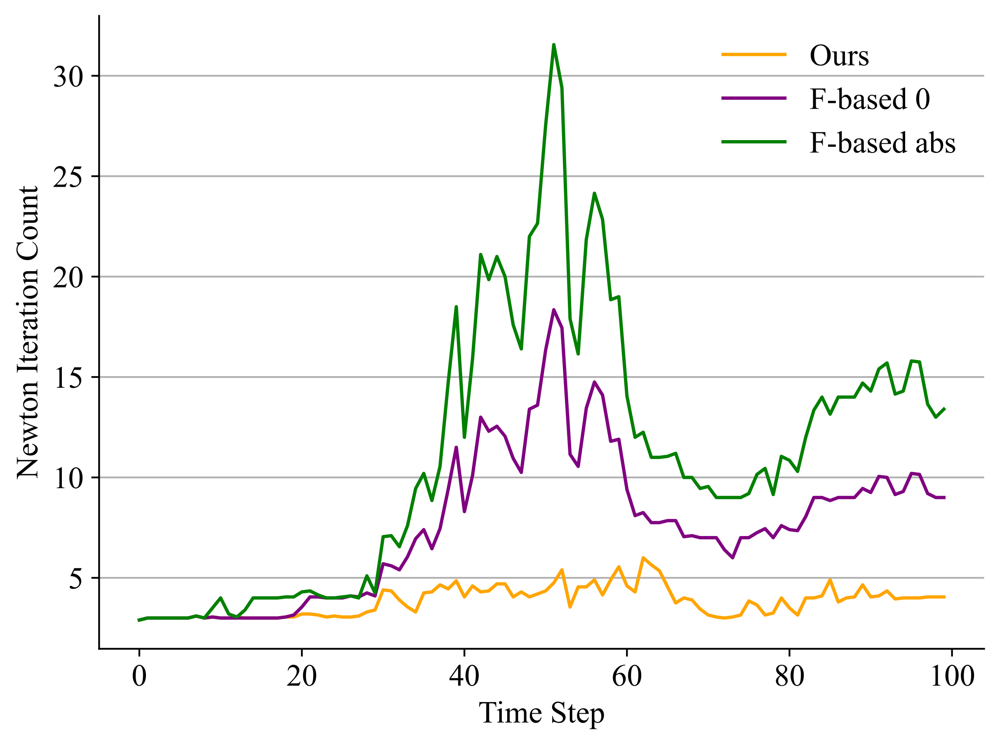 Ours
F-based 0
F-based abs
30
25
20
15
10
5
Newton Iteration Count
0 20 40 60 80 100
Time Step